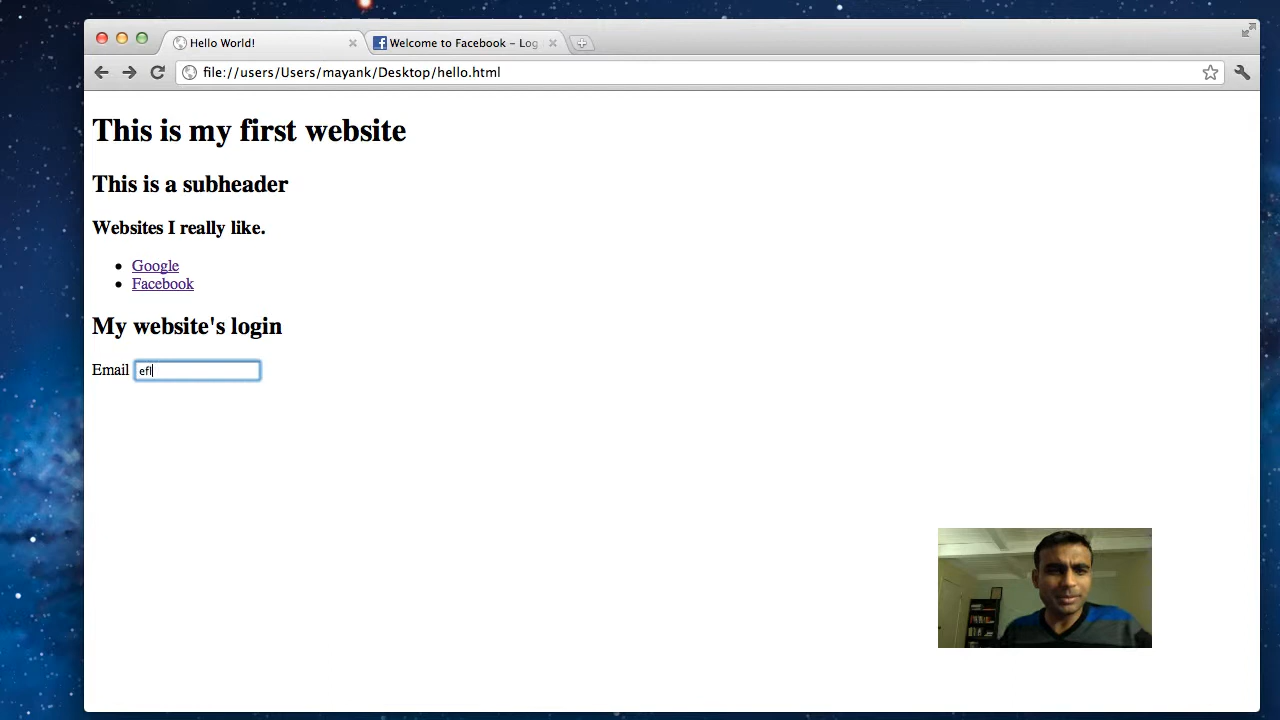 Hello World!
Welcome to Facebook – Log
file://users/Users/mayank/Desktop/hello.html
This is my first website
This is a subheader
Websites I really like.
Google
Facebook
My website's login
Email efl